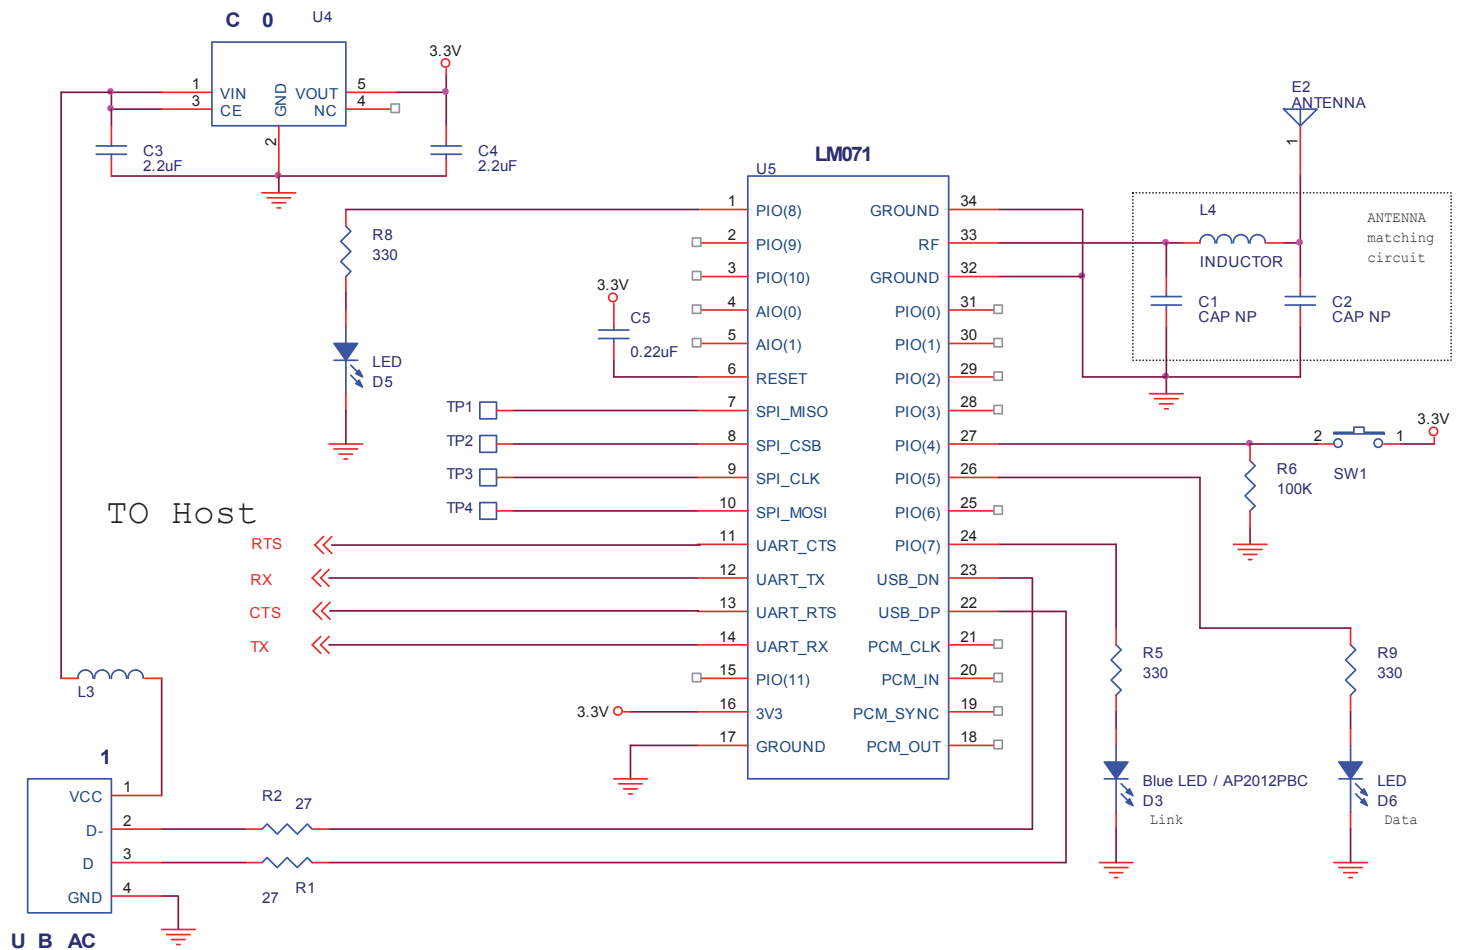 C 0 U4
3.3V
1 VIN VOUT 5
3 CE NC 4
GND
2
C3
2.2uF
C4
2.2uF
E2
ANTENNA
1
LM071
U5
1 PIO(8)
2 PIO(9)
3 PIO(10)
4 AIO(0)
5 AIO(1)
6 RESET
7 SPI_MISO
8 SPI_CSB
9 SPI_CLK
10 SPI_MOSI
11 UART_CTS
12 UART_TX
13 UART_RTS
14 UART_RX
15 PIO(11)
16 3V3
17 GROUND
GROUND 34
RF 33
GROUND 32
PIO(0) 31
PIO(1) 30
PIO(2) 29
PIO(3) 28
PIO(4) 27
PIO(5) 26
PIO(6) 25
PIO(7) 24
USB_DN 23
USB_DP 22
PCM_CLK 21
PCM_IN 20
PCM_SYNC 19
PCM_OUT 18
R8
330
LED
D5
3.3V
C5
0.22uF
TP1
TP2
TP3
TP4
TO Host
RTS
RX
CTS
TX
3.3V
L4
INDUCTOR
ANTENNA
matching
circuit
C1
CAP NP
C2
CAP NP
3.3V
2 1
SW1
R6
100K
R5
330
R9
330
Blue LED / AP2012PBC
D3
Link
LED
D6
Data
L3
1
VCC 1
D- 2
D 3
GND 4
R2 27
27 R1
U B AC